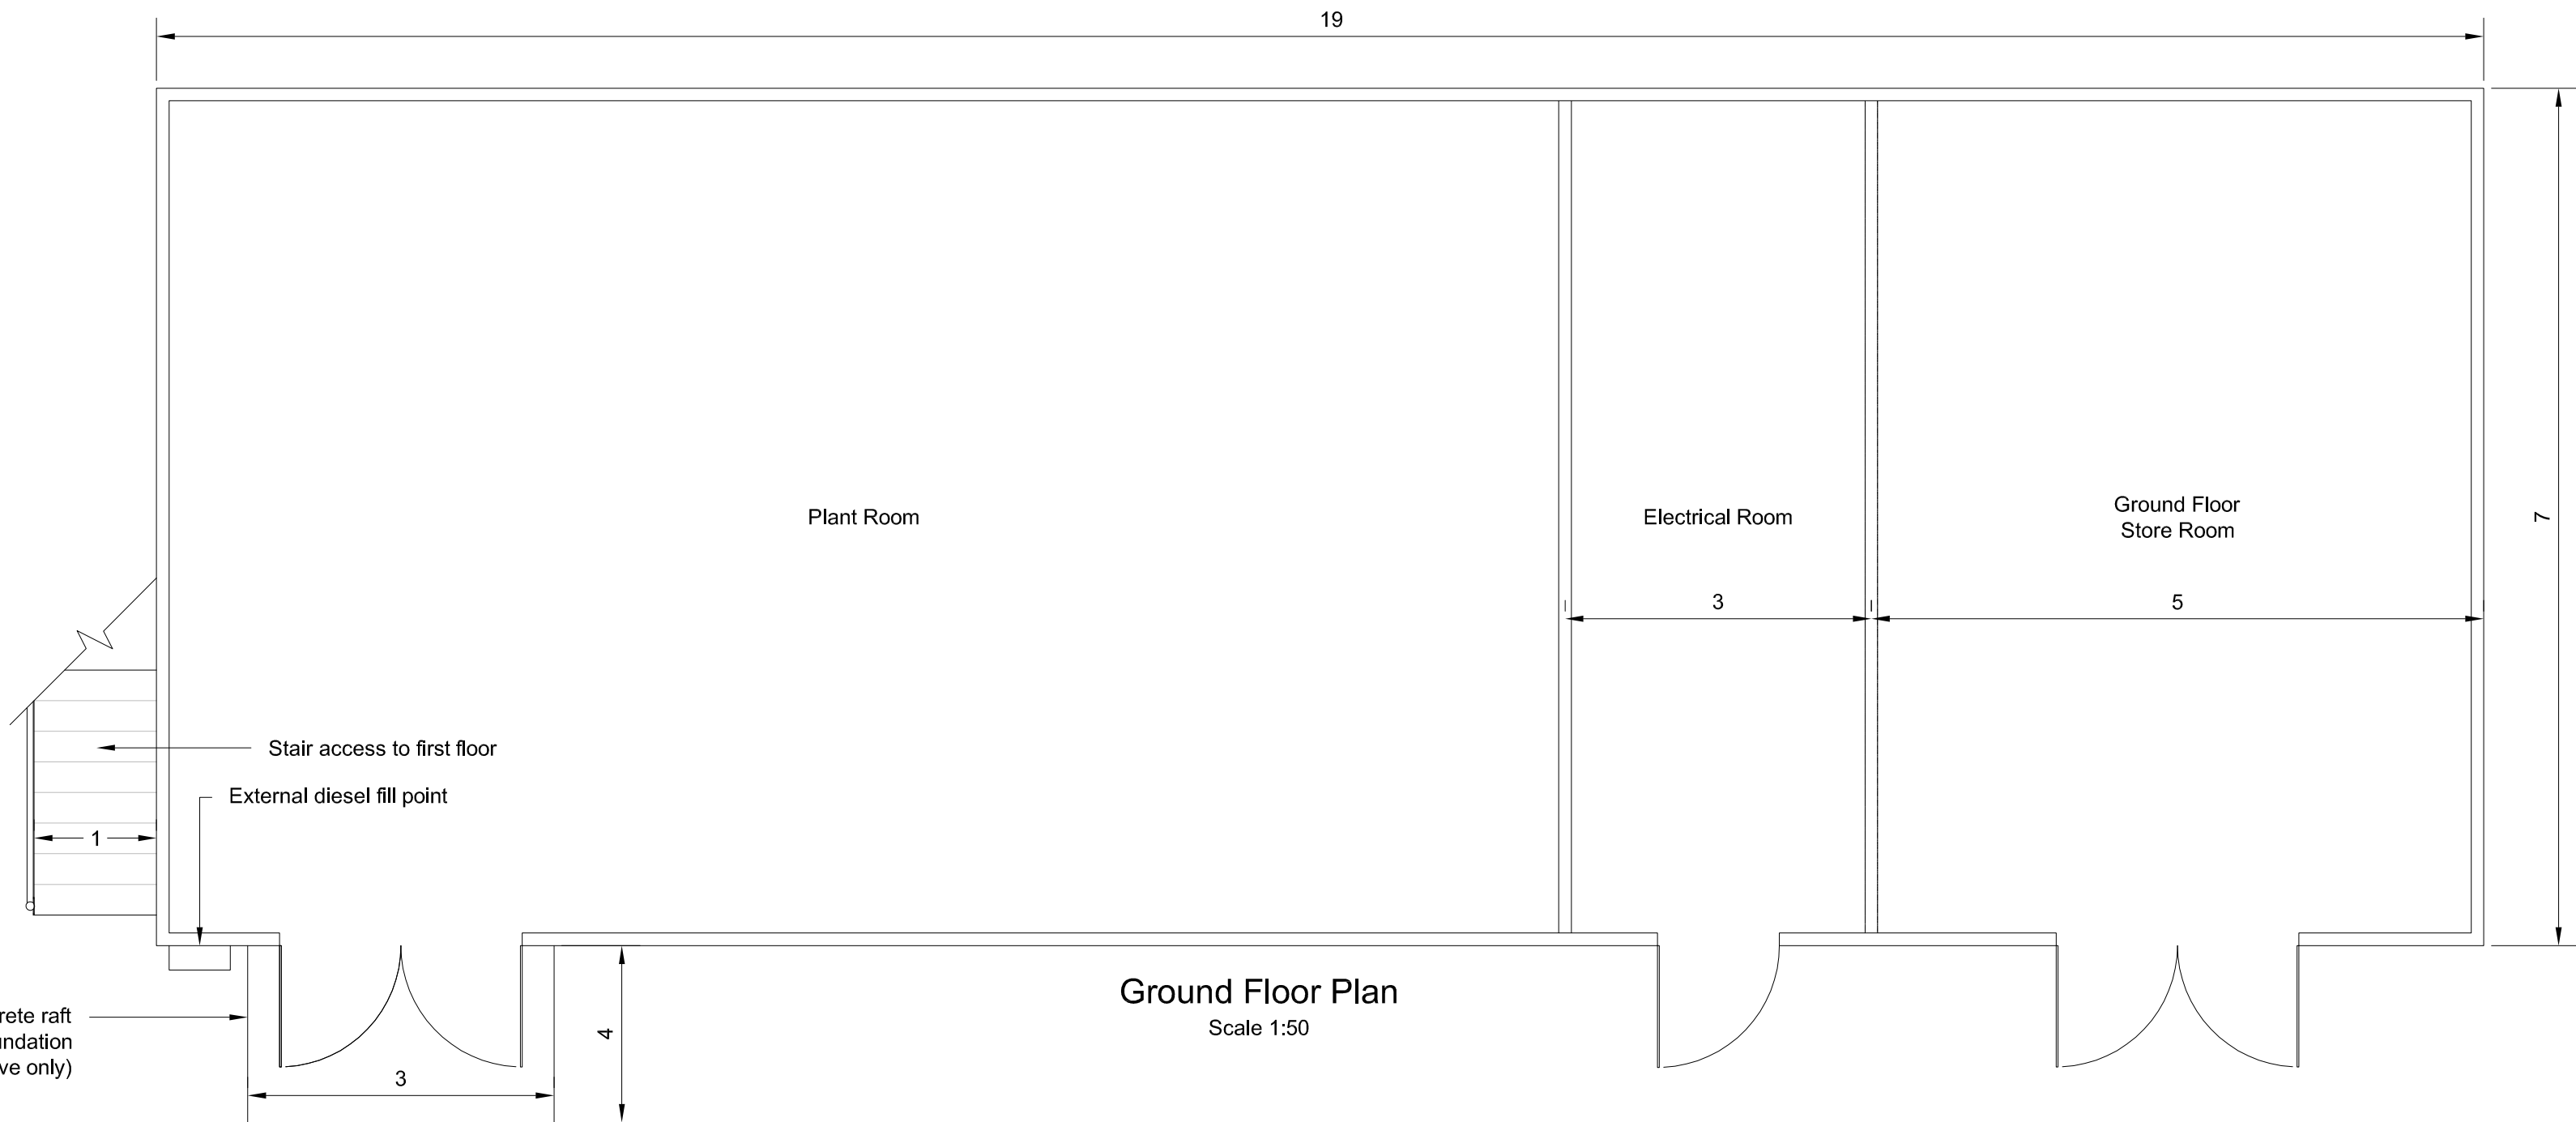 19
Plant Room
Electrical Room
Ground Floor
Store Room
7
3
5
Stair access to first floor
External diesel fill point
1
Ground Floor Plan
Scale 1:50
rete raft
ndation
ve only)
4
3